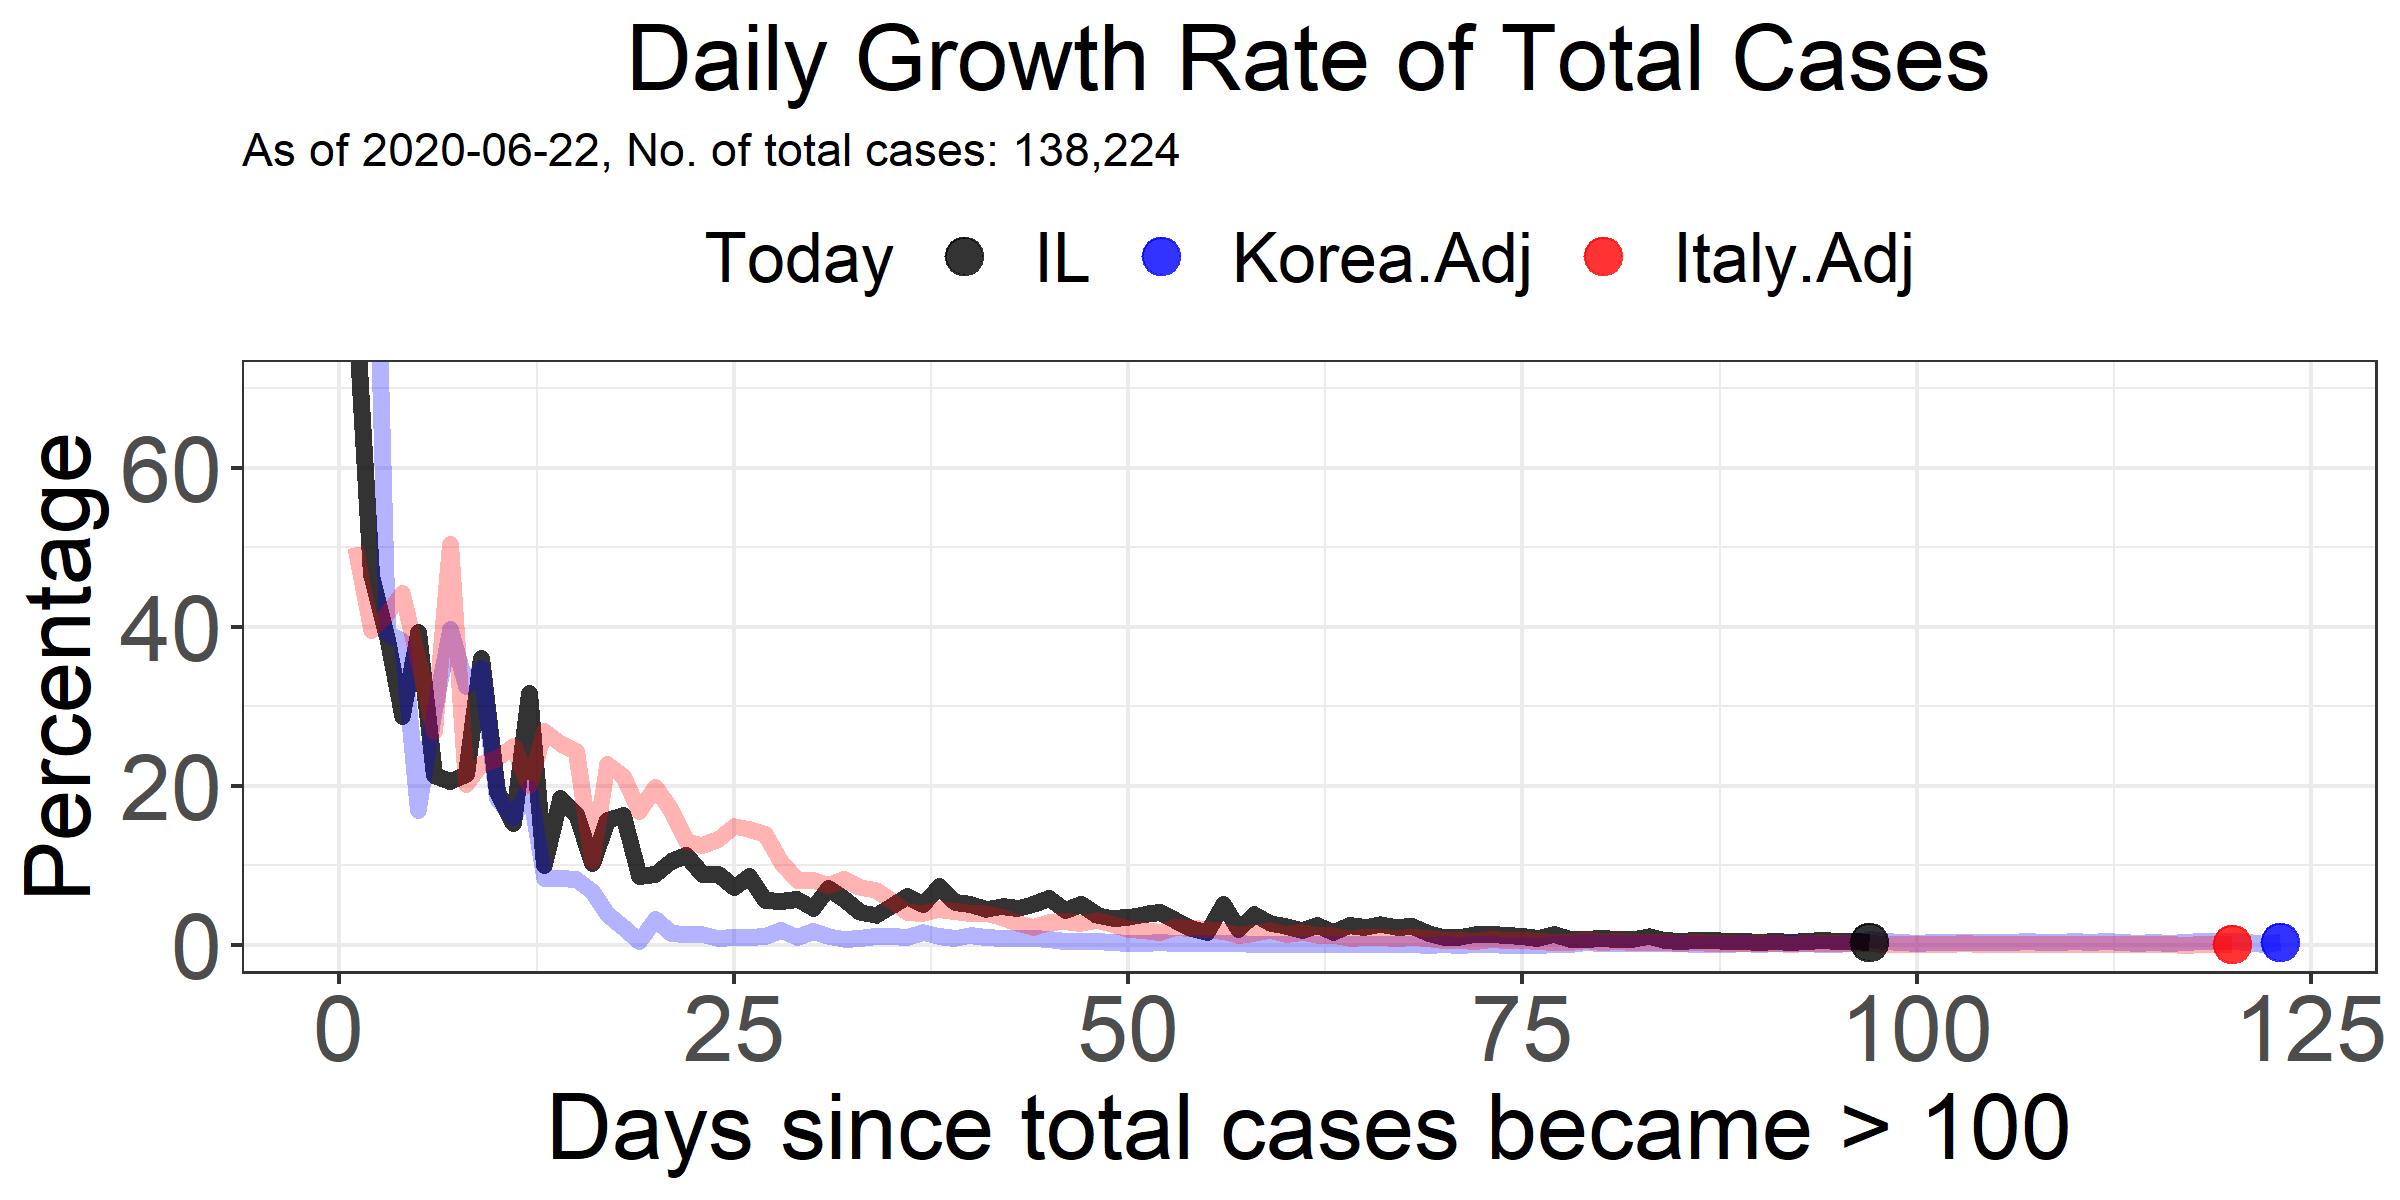 Daily Growth Rate of Total Cases
As of 2020-06-22, No. of total cases: 138,224
Today IL Korea.Adj Italy.Adj
Percentage
60
40
20
0
0 25 50 75 100 125
Days since total cases became > 100